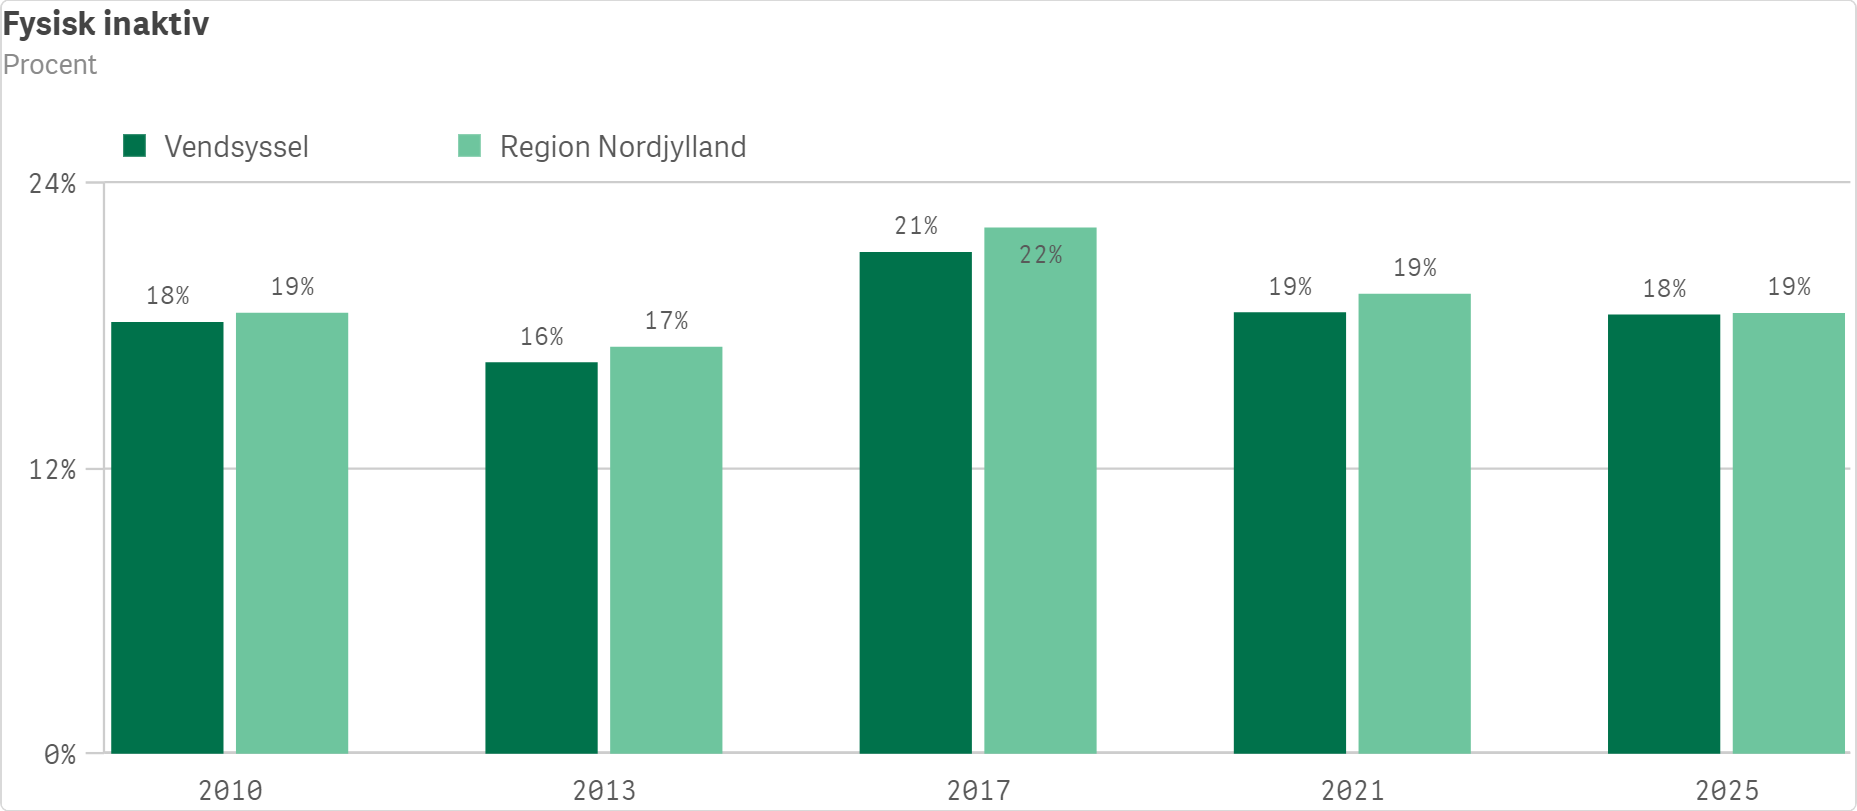 Fysisk inaktiv
Procent
Vendsyssel Region Nordjylland
24%
12%
0%
18% 19% 16% 17% 21% 22% 19% 19% 18% 19%
2010 2013 2017 2021 2025